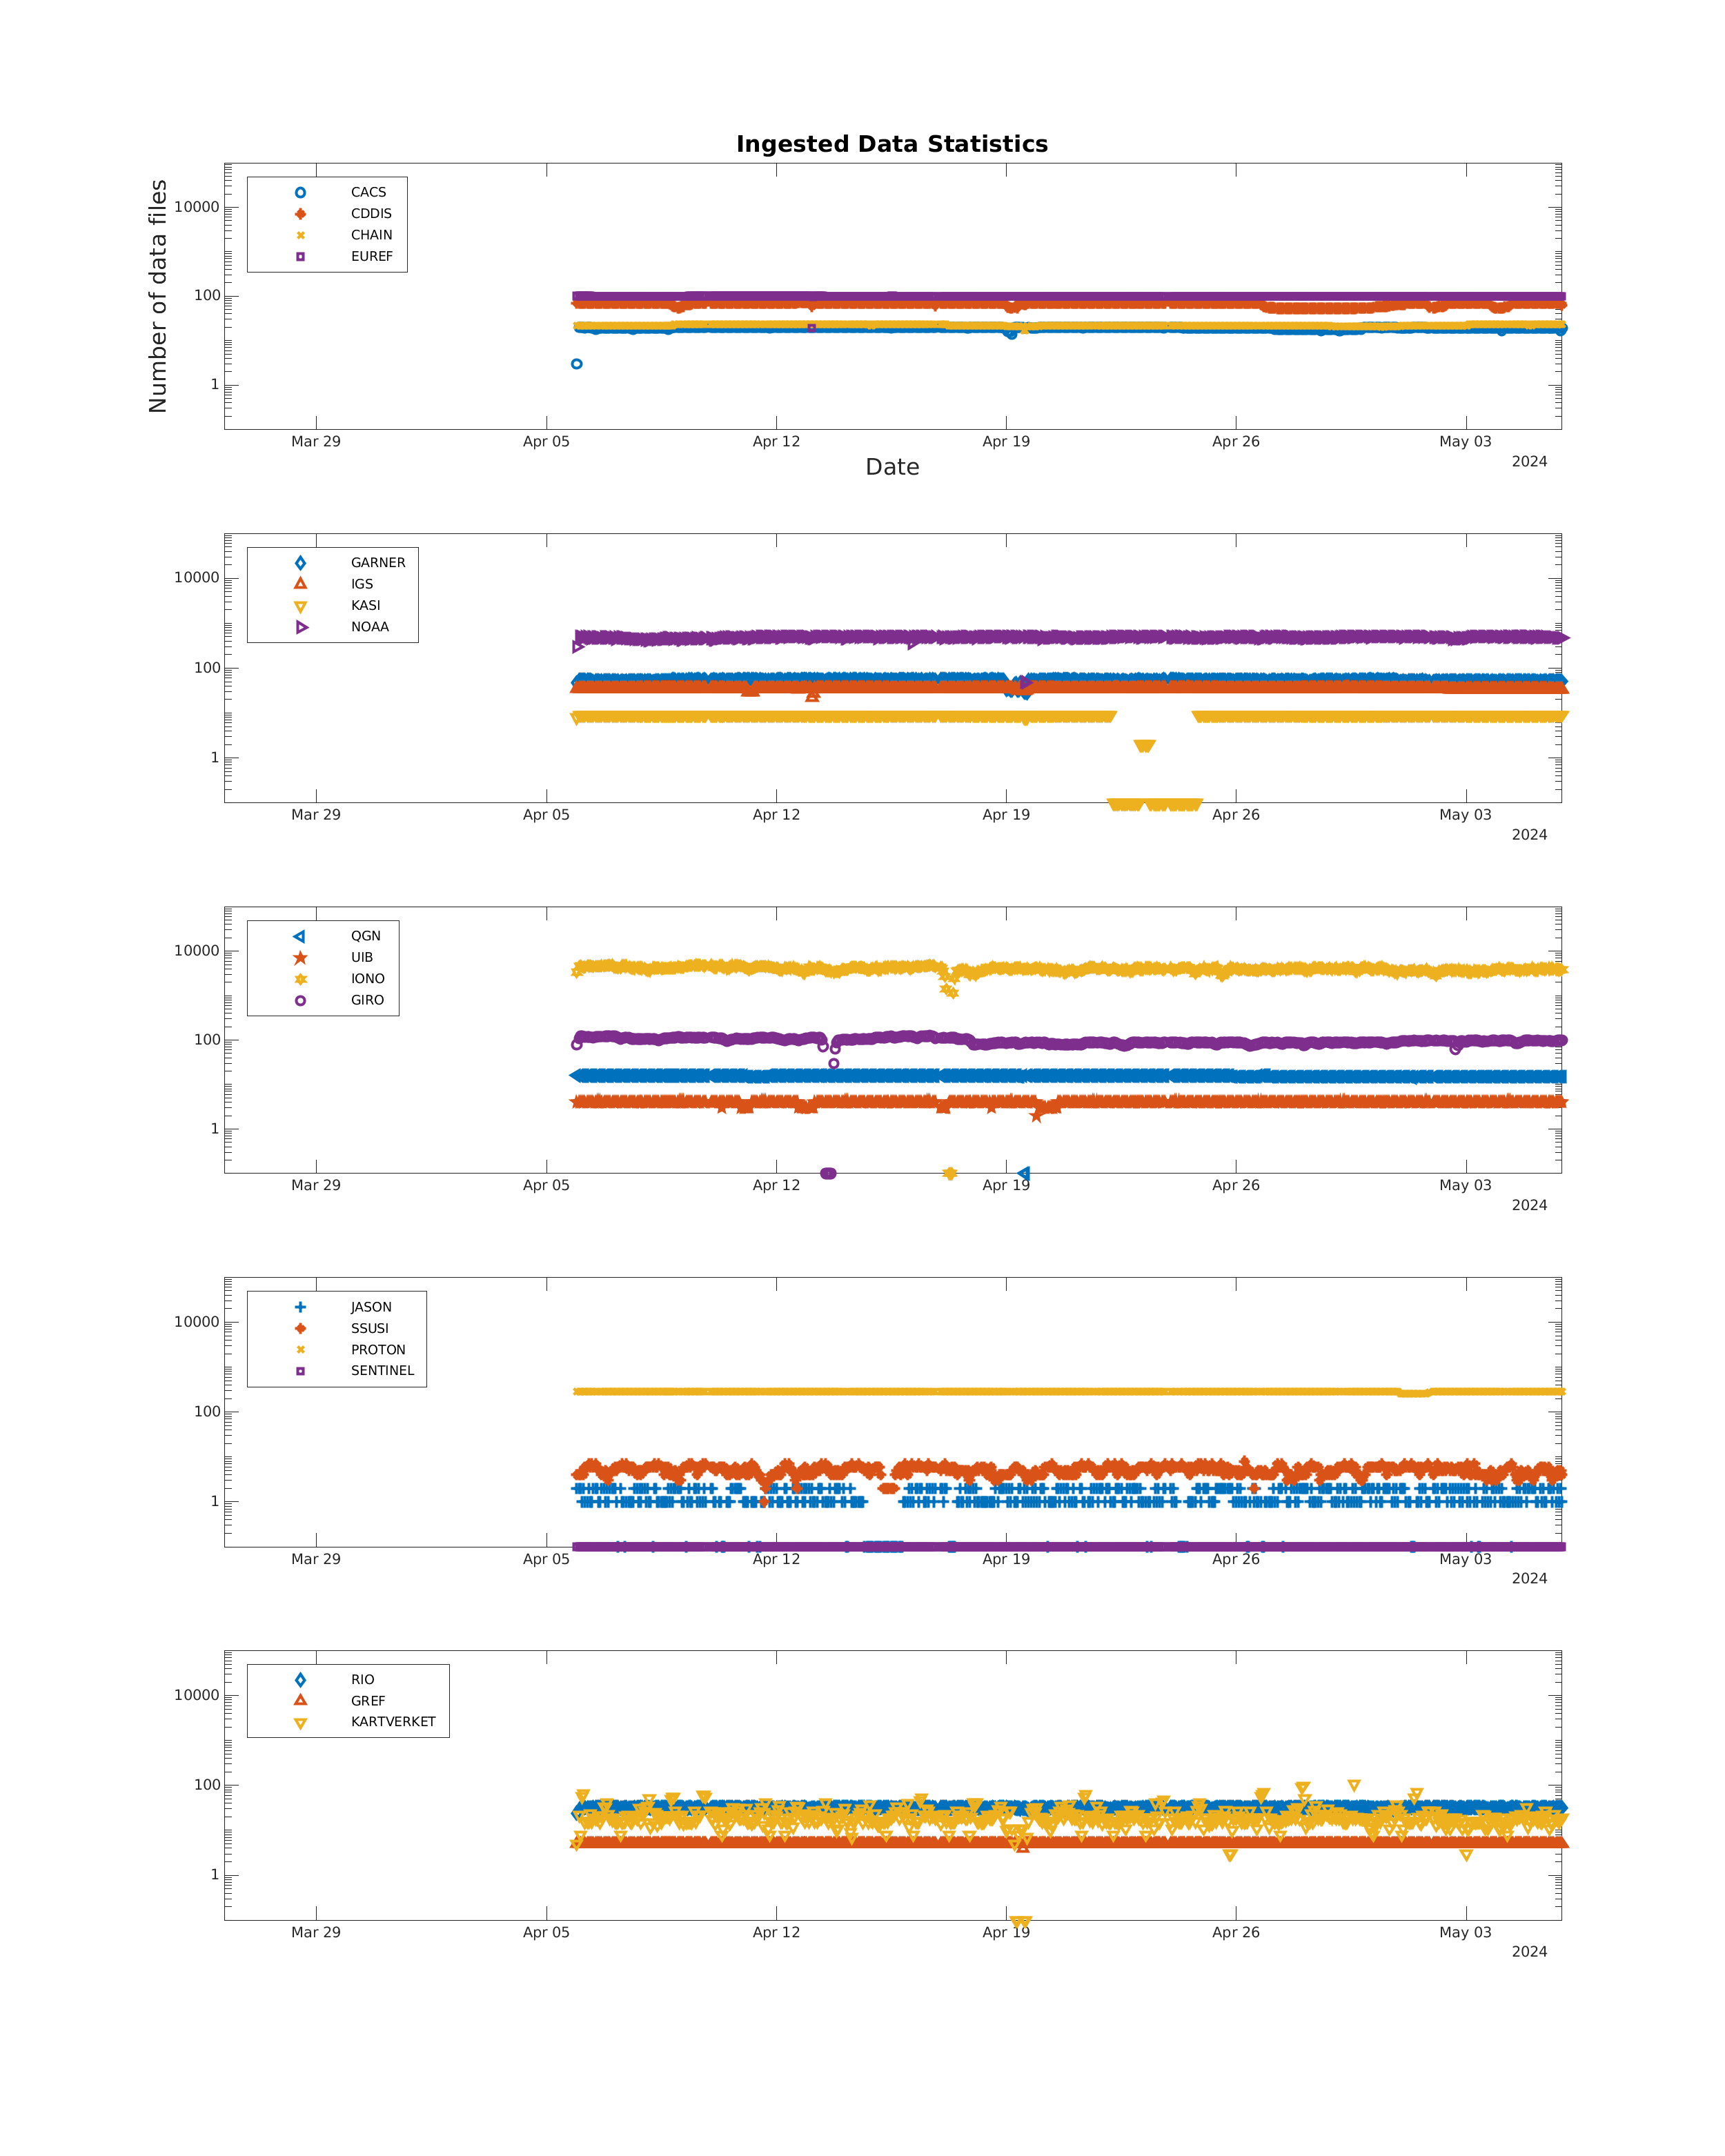 Ingested Data Statistics
Number of data files
CACS
CDDIS
CHAIN
EUREF
10000
100
1
Mar 29 Apr 05 Apr 12 Apr 19 Apr 26 May 03
2024
Date
GARNER
IGS
KASI
NOAA
10000
100
1
Mar 29 Apr 05 Apr 12 Apr 19 Apr 26 May 03
2024
QGN
UIB
IONO
GIRO
10000
100
1
Mar 29 Apr 05 Apr 12 Apr 19 Apr 26 May 03
2024
JASON
SSUSI
PROTON
SENTINEL
10000
100
1
Mar 29 Apr 05 Apr 12 Apr 19 Apr 26 May 03
2024
RIO
GREF
KARTVERKET
10000
100
1
Mar 29 Apr 05 Apr 12 Apr 19 Apr 26 May 03
2024